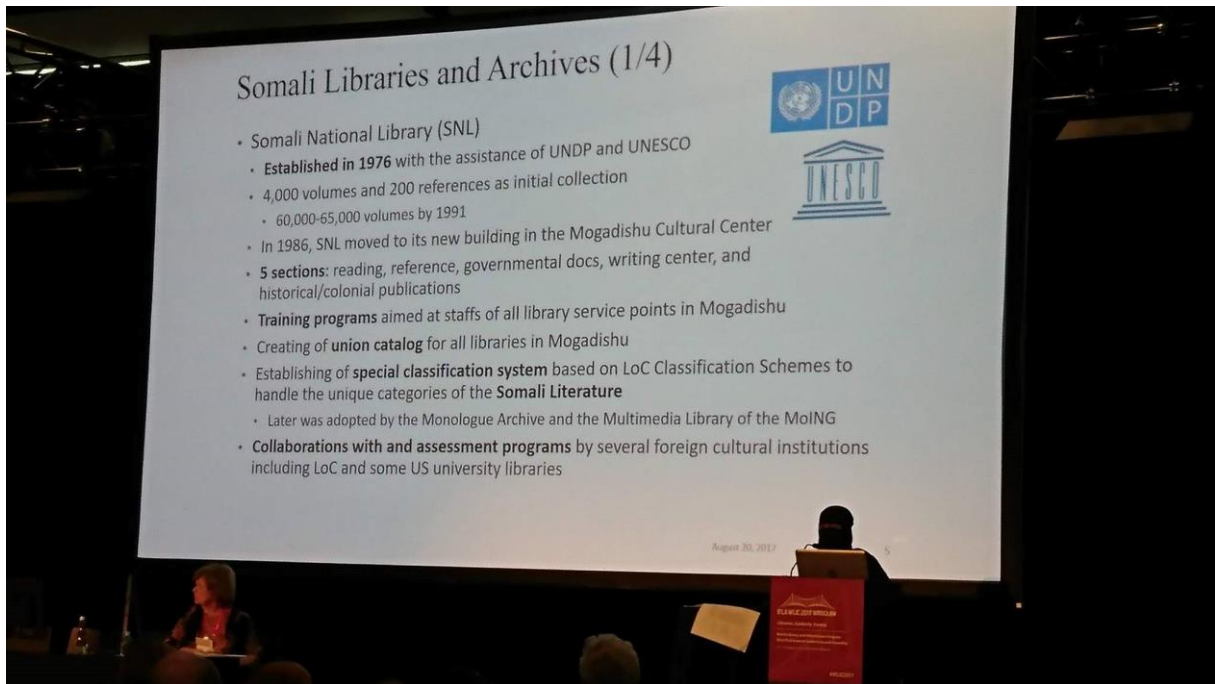 Somali Libraries and Archives (1/4)
UN
DP
UNESCO
• Somali National Library (SNL)
• Established in 1976 with the assistance of UNDP and UNESCO
• 4,000 volumes and 200 references as initial collection
• 60,000-65,000 volumes by 1991
• In 1986, SNL moved to its new building in the Mogadishu Cultural Center
• 5 sections: reading, reference, governmental docs, writing center, and
historical/colonial publications
• Training programs aimed at staffs of all library service points in Mogadishu
• Creating of union catalog for all libraries in Mogadishu
• Establishing of special classification system based on LoC Classification Schemes to
handle the unique categories of the Somali Literature
• Later was adopted by the Monologue Archive and the Multimedia Library of the MoING
• Collaborations with and assessment programs by several foreign cultural institutions
including LoC and some US university libraries
August 20, 2017
5
IFLA WLIC 2017 WROCŁAW